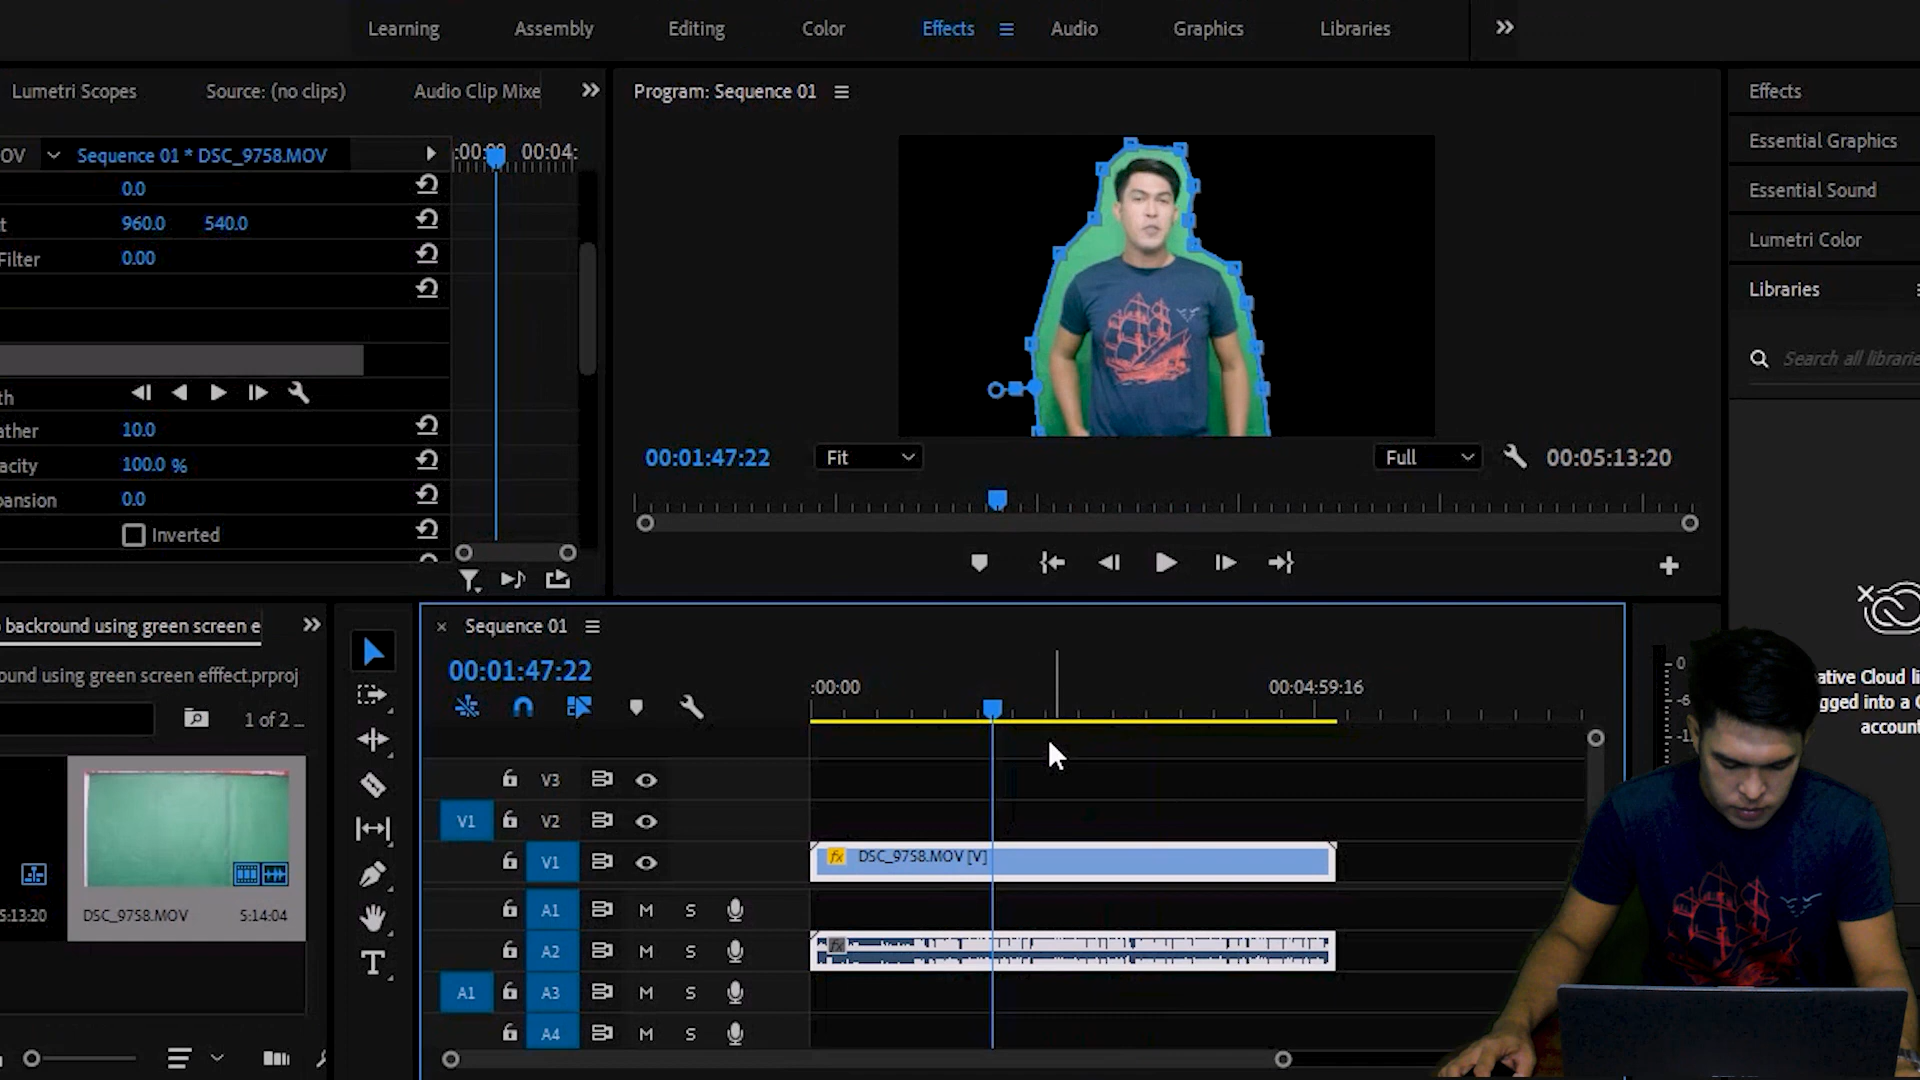 Learning Assembly Editing Color Effects Audio Graphics Libraries
Lumetri Scopes Source: (no clips) Audio Clip Mixe
Program: Sequence 01
Effects
Essential Graphics
Essential Sound
Lumetri Color
Libraries
Search all librarie
OV Sequence 01 * DSC_9758.MOV
:00:00 00:04:
0.0
t 960.0 540.0
Filter 0.00
th
ather 10.0
acity 100.0 %
ansion 0.0
Inverted
00:01:47:22 Fit Full 00:05:13:20
backround using green screen e
ound using green screen efffect.prproj
1 of 2 ...
5:13:20
DSC_9758.MOV 5:14:04
× Sequence 01
00:01:47:22
:00:00 00:04:59:16
V3
V1 V2
V1 DSC_9758.MOV [V]
A1 M S
A2 M S
A1 A3 M S
A4 M S
0
-6
ative Cloud li
gged into a C
account